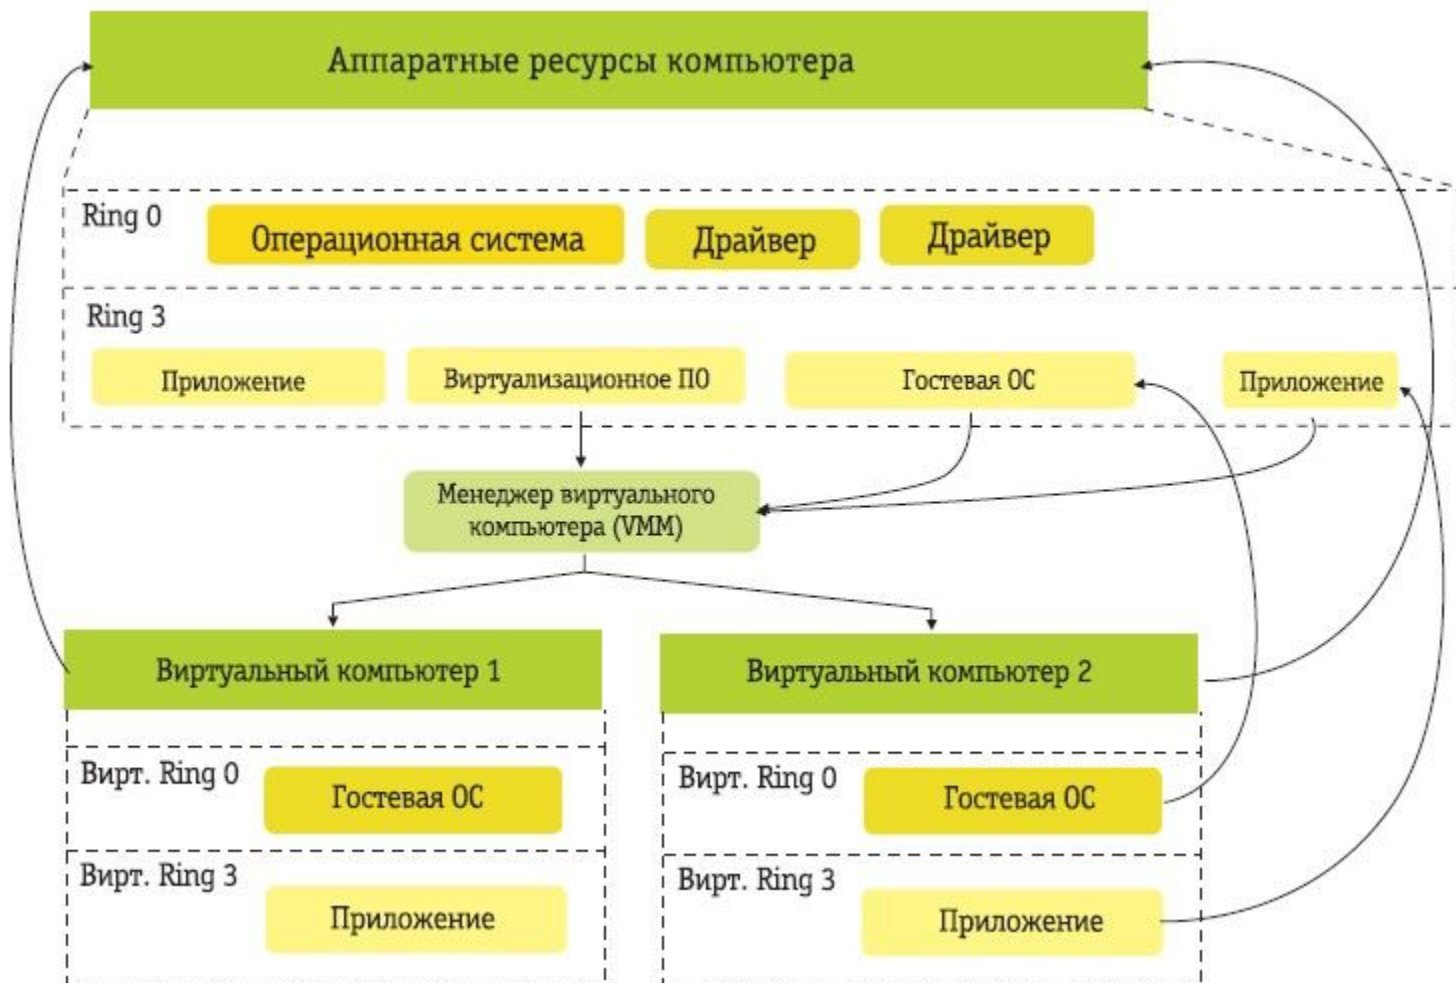 Аппаратные ресурсы компьютера
Ring 0
Операционная система
Драйвер
Драйвер
Ring 3
Приложение
Виртуализационное ПО
Гостевая ОС
Приложение
Менеджер виртуального
компьютера (VMM)
Виртуальный компьютер 1
Виртуальный компьютер 2
Вирт. Ring 0
Гостевая ОС
Вирт. Ring 0
Гостевая ОС
Вирт. Ring 3
Приложение
Вирт. Ring 3
Приложение